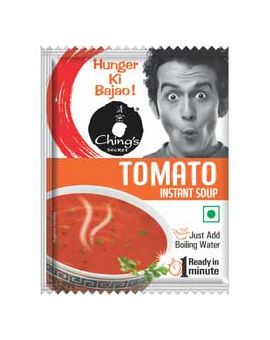 Hunger
Ki
Bajao!
Ching's
SECRET
TOMATO
INSTANT SOUP
Just Add
Boiling Water
1 Ready in
minute